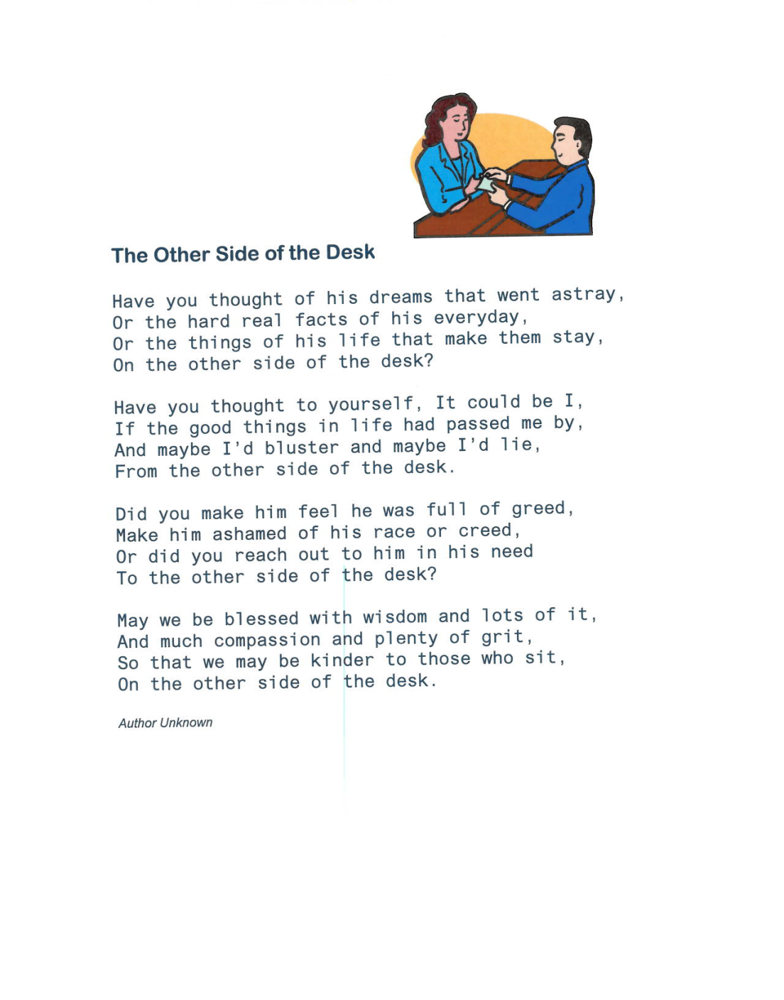 The Other Side of the Desk
Have you thought of his dreams that went astray,
Or the hard real facts of his everyday,
Or the things of his life that make them stay,
On the other side of the desk?
Have you thought to yourself, It could be I,
If the good things in life had passed me by,
And maybe I'd bluster and maybe I'd lie,
From the other side of the desk.
Did you make him feel he was full of greed,
Make him ashamed of his race or creed,
Or did you reach out to him in his need
To the other side of the desk?
May we be blessed with wisdom and lots of it,
And much compassion and plenty of grit,
So that we may be kinder to those who sit,
On the other side of the desk.
Author Unknown